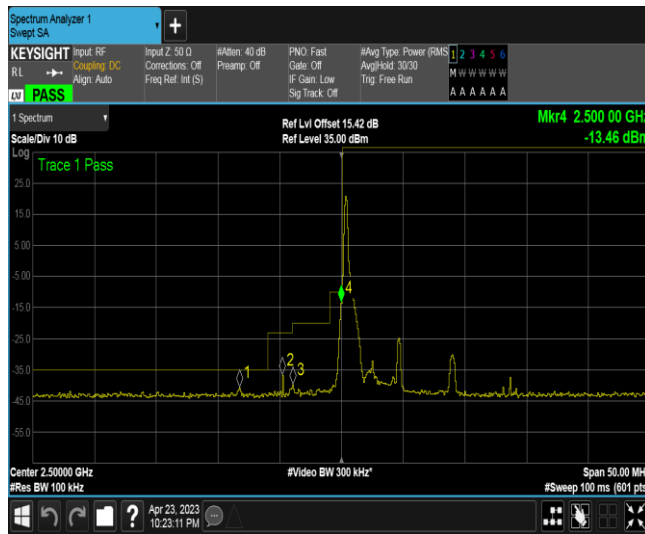 Spectrum Analyzer 1
Swept SA
+
KEYSIGHT
RL
LXI PASS
Input: RF
Coupling: DC
Align: Auto
Input Z: 50 Ω
Corrections: Off
Freq Ref: Int (S)
#Atten: 40 dB
Preamp: Off
PNO: Fast
Gate: Off
IF Gain: Low
Sig Track: Off
#Avg Type: Power (RMS
Avg|Hold: 30/30
Trig: Free Run
1 2 3 4 5 6
M W W W W W
A A A A A A
1 Spectrum
Scale/Div 10 dB
Ref Lvl Offset 15.42 dB
Ref Level 35.00 dBm
Mkr4 2.500 00 GHz
-13.46 dBm
Log
Trace 1 Pass
25.0
15.0
5.00
-5.00
-15.0
-25.0
-35.0
-45.0
-55.0
1
2
3
4
Center 2.50000 GHz
#Res BW 100 kHz
#Video BW 300 kHz*
Span 50.00 MH
#Sweep 100 ms (601 pts
?
Apr 23, 2023
10:23:11 PM